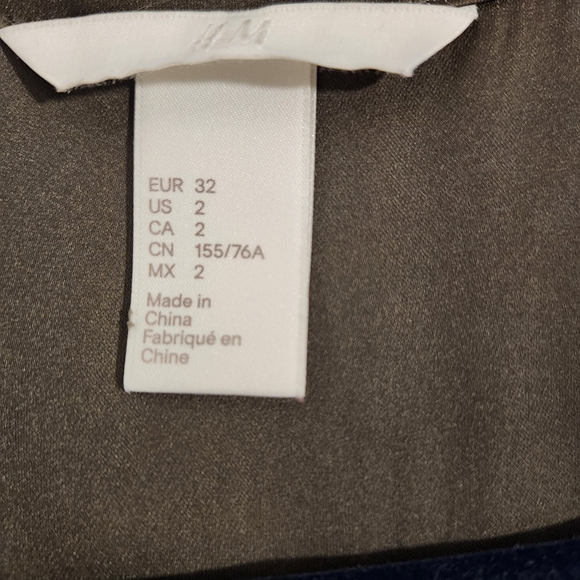 H&M
EUR 32
US 2
CA 2
CN 155/76A
MX 2
Made in
China
Fabriqué en
Chine